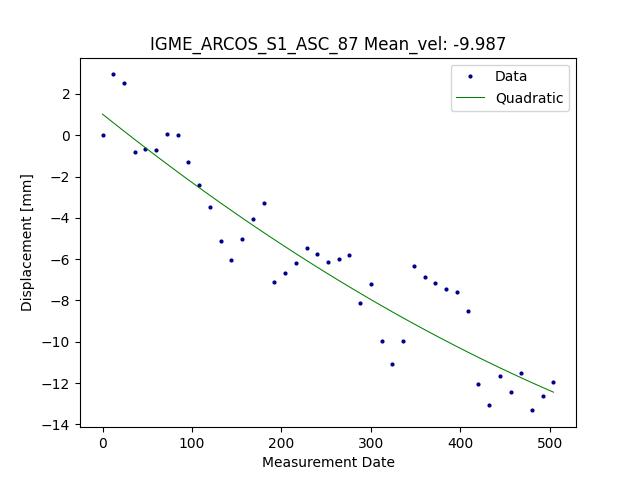 IGME_ARCOS_S1_ASC_87 Mean_vel: -9.987
Data
Quadratic
2
0
−2
−4
−6
−8
−10
−12
−14
Displacement [mm]
0 100 200 300 400 500
Measurement Date